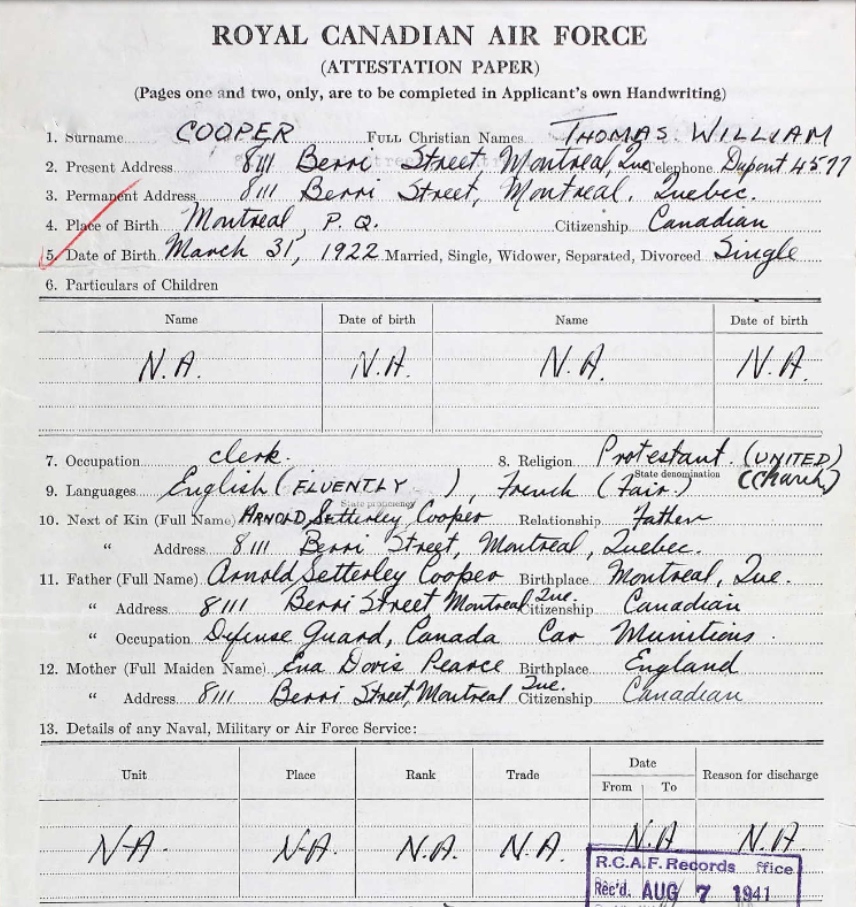 ROYAL CANADIAN AIR FORCE
(ATTESTATION PAPER)
(Pages one and two, only, are to be completed in Applicant's own Handwriting)
1. Surname COOPER FULL Christian Names THOMAS. WILLIAM
2. Present Address 8111 Berri Street, Montreal, Que Telephone Dupont 4577
3. Permanent Address 8111 Berri Street, Montreal, Quebec.
4. Place of Birth Montreal, P.Q. Citizenship Canadian
5. Date of Birth March 31, 1922 Married, Single, Widower, Separated, Divorced Single
6. Particulars of Children
Name Date of birth Name Date of birth
N.A. N.A. N.A. N.A.
7. Occupation clerk. 8. Religion Protestant. (UNITED)
State denomination (Church)
9. Languages English (FLUENTLY), French (Fair.)
State proficiency
10. Next of Kin (Full Name) ARNOLD Setterley Cooper Relationship Father
" Address 8111 Berri Street, Montreal, Quebec.
11. Father (Full Name) Arnold Setterley Cooper Birthplace Montreal, Que.
" Address 8111 Berri Street Montreal Que. Citizenship Canadian
" Occupation Defense Guard, Canada Car Munitions.
12. Mother (Full Maiden Name) Ena Doris Pearce Birthplace England
" Address 8111 Berri Street, Montreal Que. Citizenship Canadian
13. Details of any Naval, Military or Air Force Service:
Unit Place Rank Trade Date Reason for discharge
From To
N-A. N-A. N.A. N.A. N.A N.A.
R.C.A.F. Records ffice
Rec'd. AUG 7 1941